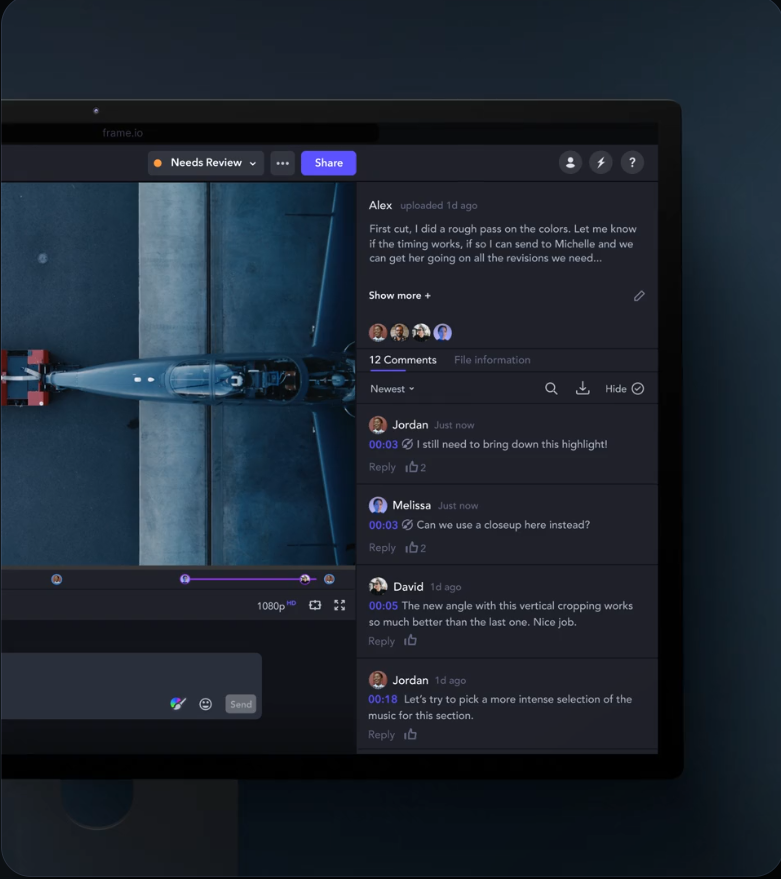 frame.io
Needs Review
Share
?
Alex uploaded 1d ago
First cut, I did a rough pass on the colors. Let me know
if the timing works, if so I can send to Michelle and we
can get her going on all the revisions we need...
Show more +
12 Comments File information
Newest
Hide
Jordan Just now
00:03 I still need to bring down this highlight!
Reply 2
Melissa Just now
00:03 Can we use a closeup here instead?
Reply 2
David 1d ago
00:05 The new angle with this vertical cropping works
so much better than the last one. Nice job.
Reply
1080p HD
Jordan 1d ago
00:18 Let's try to pick a more intense selection of the
music for this section.
Reply
Send